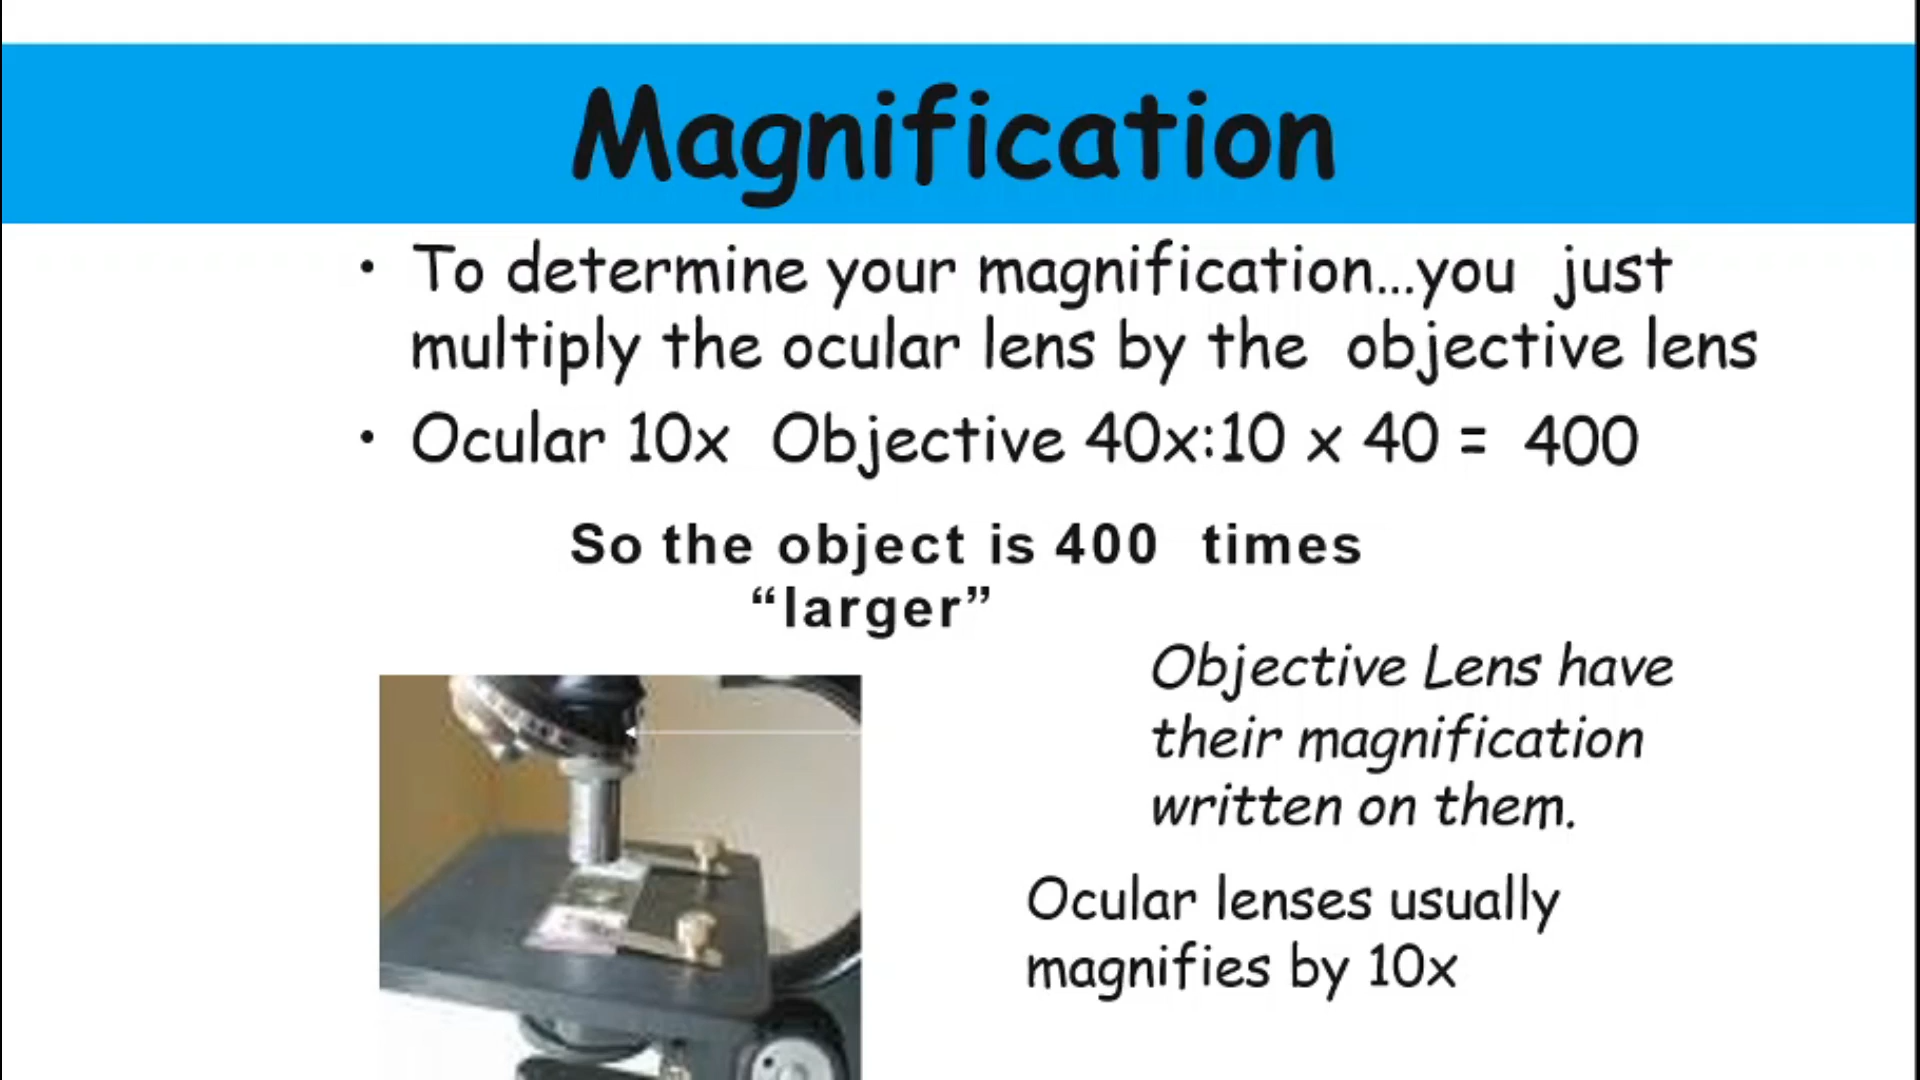 Magnification
• To determine your magnification...you just
multiply the ocular lens by the objective lens
• Ocular 10x Objective 40x:10 x 40 = 400
So the object is 400 times
“larger”
Objective Lens have
their magnification
written on them.
Ocular lenses usually
magnifies by 10x